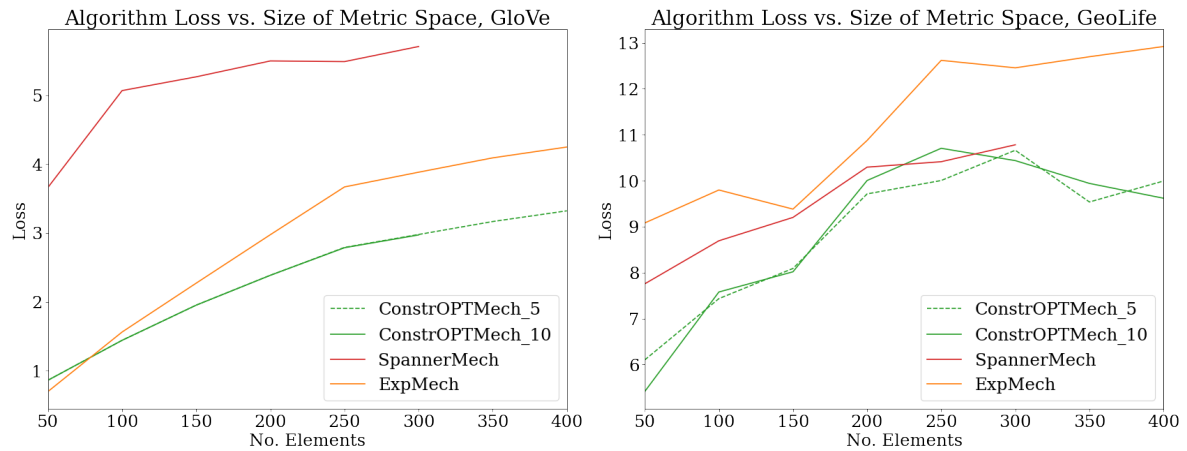 Algorithm Loss vs. Size of Metric Space, GloVe
5
4
3
2
1
Loss
50 100 150 200 250 300 350 400
No. Elements
ConstrOPTMech_5
ConstrOPTMech_10
SpannerMech
ExpMech
Algorithm Loss vs. Size of Metric Space, GeoLife
13
12
11
10
9
8
7
6
Loss
50 100 150 200 250 300 350 400
No. Elements
ConstrOPTMech_5
ConstrOPTMech_10
SpannerMech
ExpMech